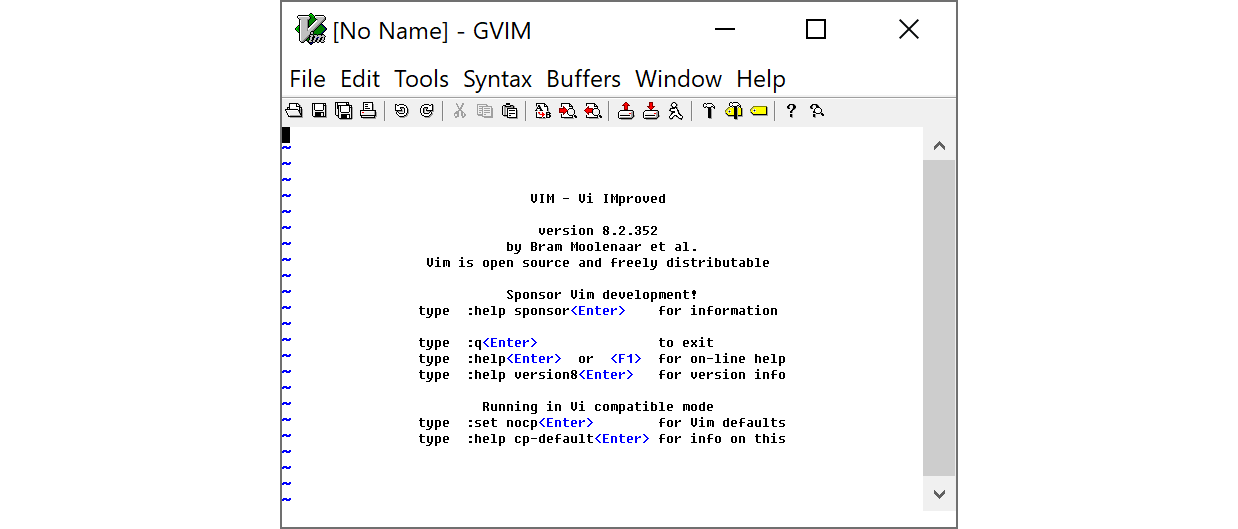 [No Name] - GVIM
File Edit Tools Syntax Buffers Window Help
~
~
~
~ VIM - Vi IMproved
~
~ version 8.2.352
~ by Bram Moolenaar et al.
~ Vim is open source and freely distributable
~
~ Sponsor Vim development!
~ type :help sponsor<Enter> for information
~
~ type :q<Enter> to exit
~ type :help<Enter> or <F1> for on-line help
~ type :help version8<Enter> for version info
~
~ Running in Vi compatible mode
~ type :set nocp<Enter> for Vim defaults
~ type :help cp-default<Enter> for info on this
~
~
~
~